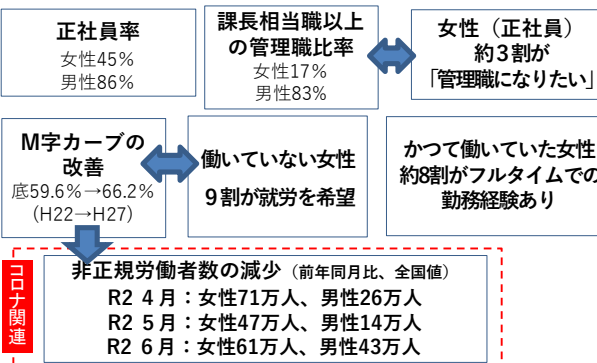 正社員率
女性45%
男性86%
課長相当職以上
の管理職比率
女性17%
男性83%
女性（正社員）
約３割が
「管理職になりたい」
M字カーブの
改善
底59.6%→66.2%
(H22→H27)
働いていない女性
９割が就労を希望
かつて働いていた女性
約8割がフルタイムでの
勤務経験あり
コロナ関連
非正規労働者数の減少（前年同月比、全国値）
R2 ４月：女性71万人、男性26万人
R2 ５月：女性47万人、男性14万人
R2 ６月：女性61万人、男性43万人